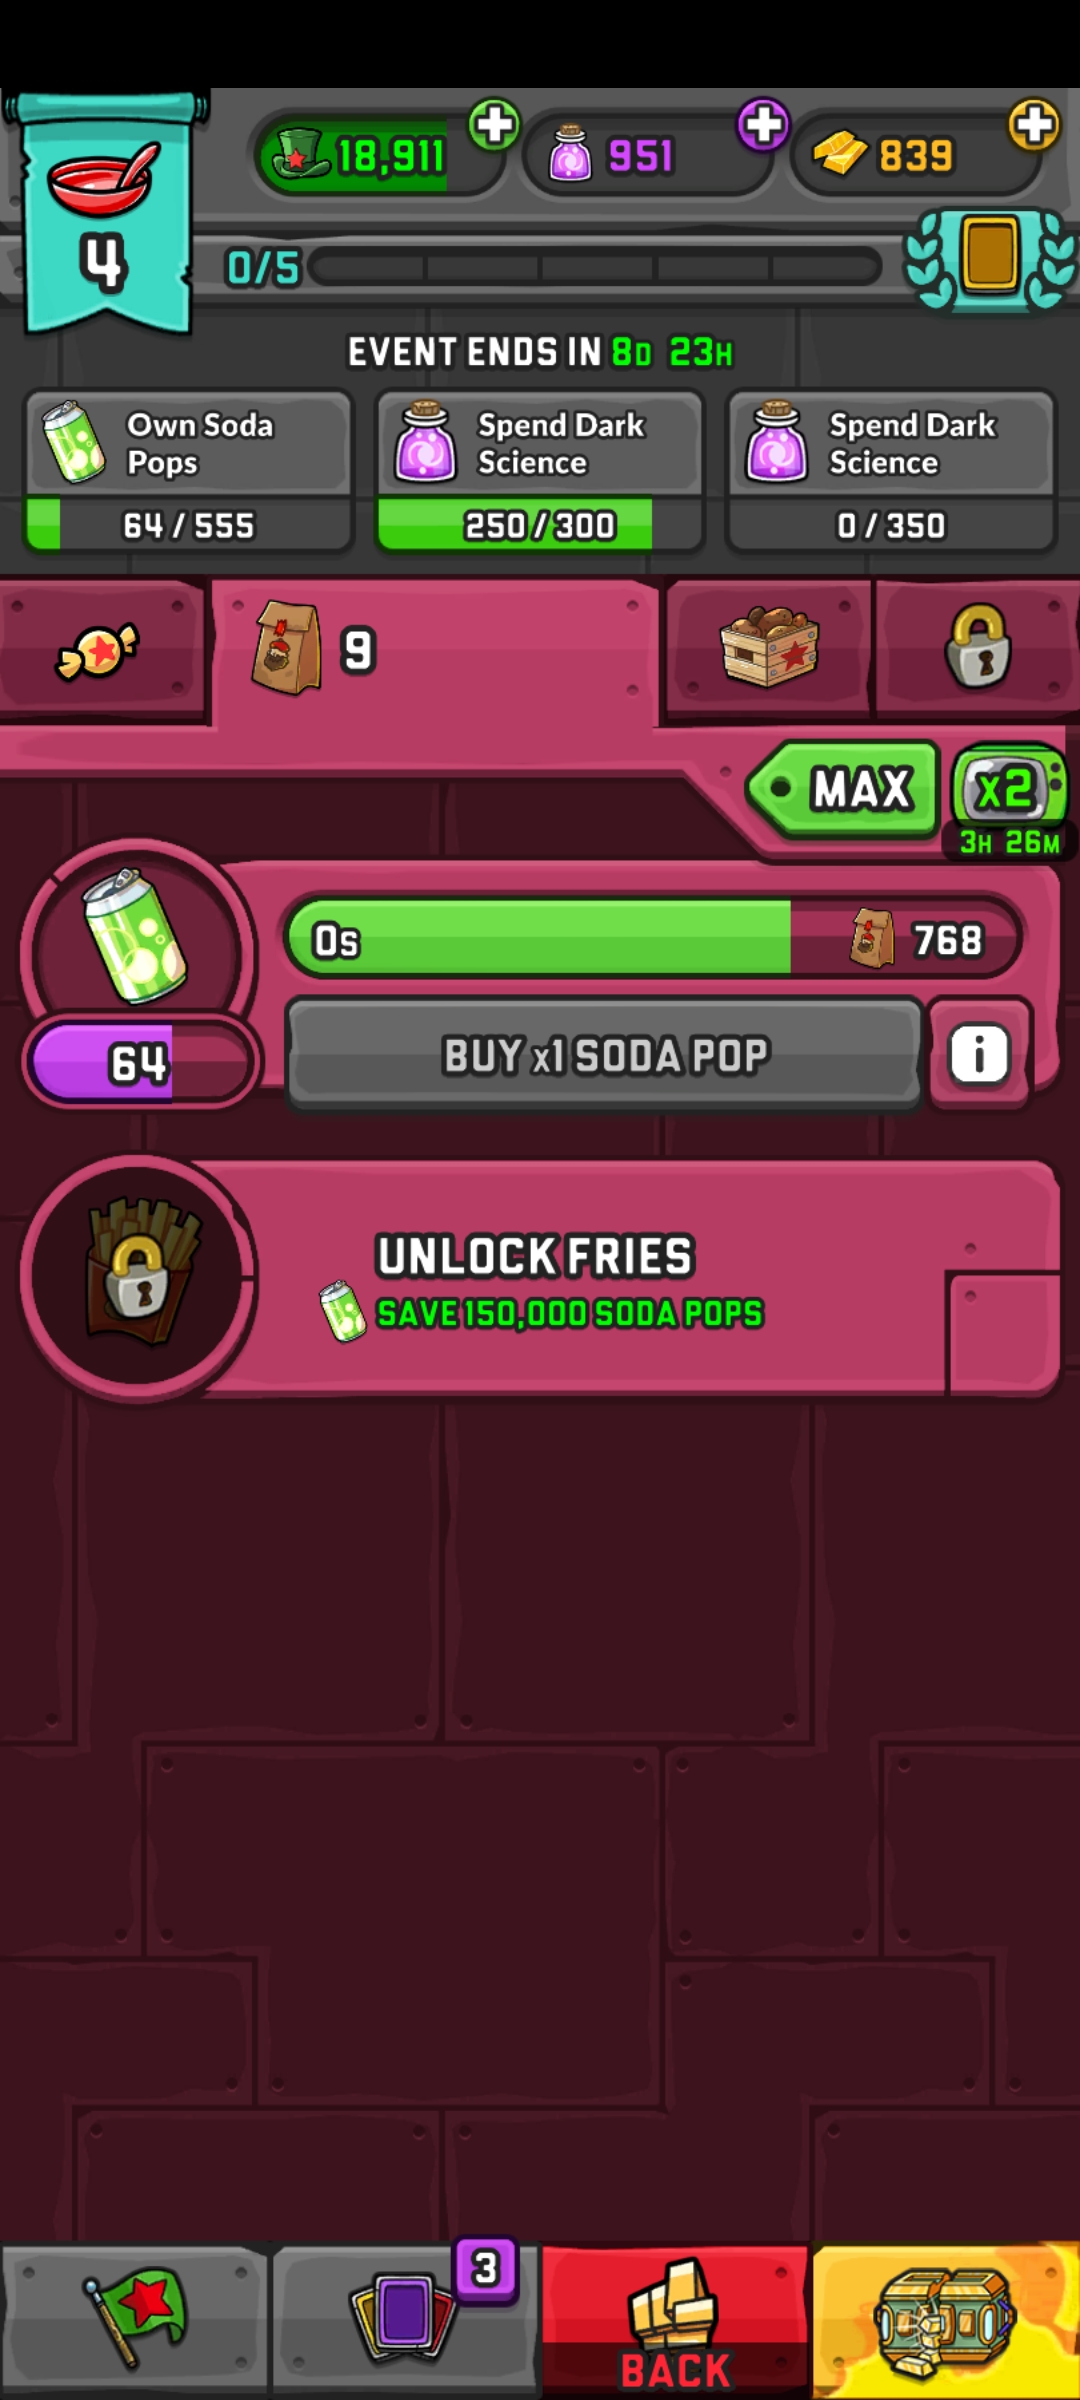 18,911
951
839
4
0/5
EVENT ENDS IN 8D 23H
Own Soda
Pops
64 / 555
Spend Dark
Science
250 / 300
Spend Dark
Science
0 / 350
9
MAX
x2
3H 26M
0s
768
64
BUY x1 SODA POP
i
UNLOCK FRIES
SAVE 150,000 SODA POPS
3
BACK